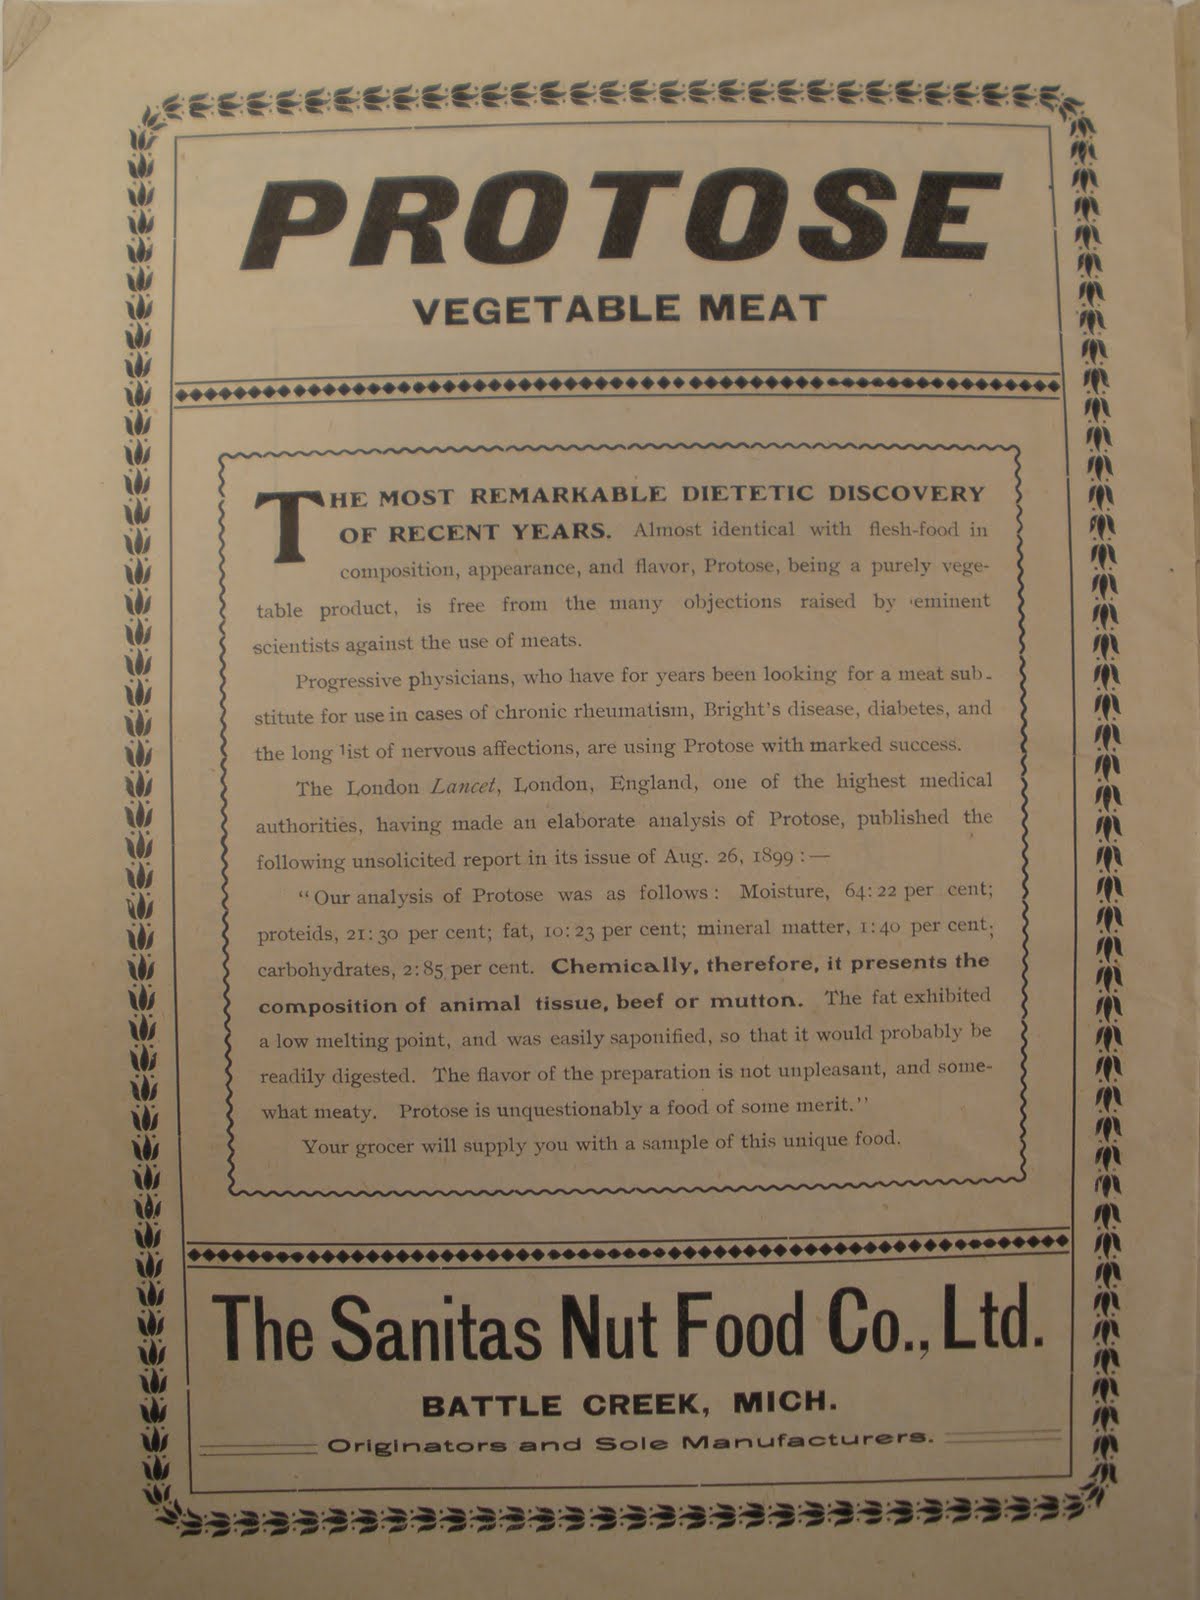 PROTOSE
VEGETABLE MEAT
THE MOST REMARKABLE DIETETIC DISCOVERY
OF RECENT YEARS. Almost identical with flesh-food in
composition, appearance, and flavor, Protose, being a purely vege-
table product, is free from the many objections raised by eminent
scientists against the use of meats.
Progressive physicians, who have for years been looking for a meat sub-
stitute for use in cases of chronic rheumatism, Bright's disease, diabetes, and
the long list of nervous affections, are using Protose with marked success.
The London Lancet, London, England, one of the highest medical
authorities, having made an elaborate analysis of Protose, published the
following unsolicited report in its issue of Aug. 26, 1899 : —
“Our analysis of Protose was as follows : Moisture, 64:22 per cent;
proteids, 21:30 per cent; fat, 10:23 per cent; mineral matter, 1:40 per cent;
carbohydrates, 2:85 per cent. Chemically, therefore, it presents the
composition of animal tissue, beef or mutton. The fat exhibited
a low melting point, and was easily saponified, so that it would probably be
readily digested. The flavor of the preparation is not unpleasant, and some-
what meaty. Protose is unquestionably a food of some merit.”
Your grocer will supply you with a sample of this unique food.
The Sanitas Nut Food Co., Ltd.
BATTLE CREEK, MICH.
Originators and Sole Manufacturers.